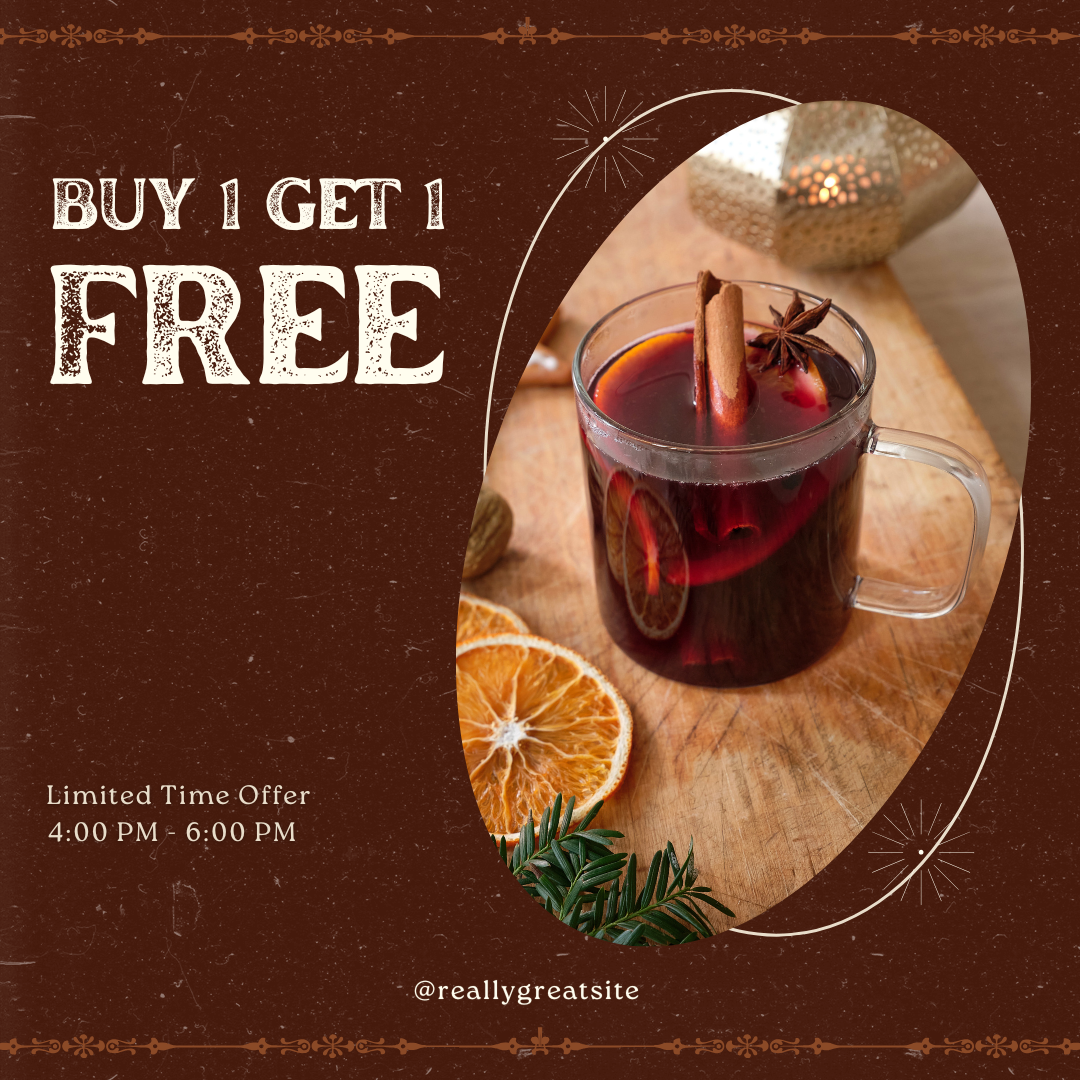 BUY 1 GET 1
FREE
Limited Time Offer
4:00 PM - 6:00 PM
@reallygreatsite